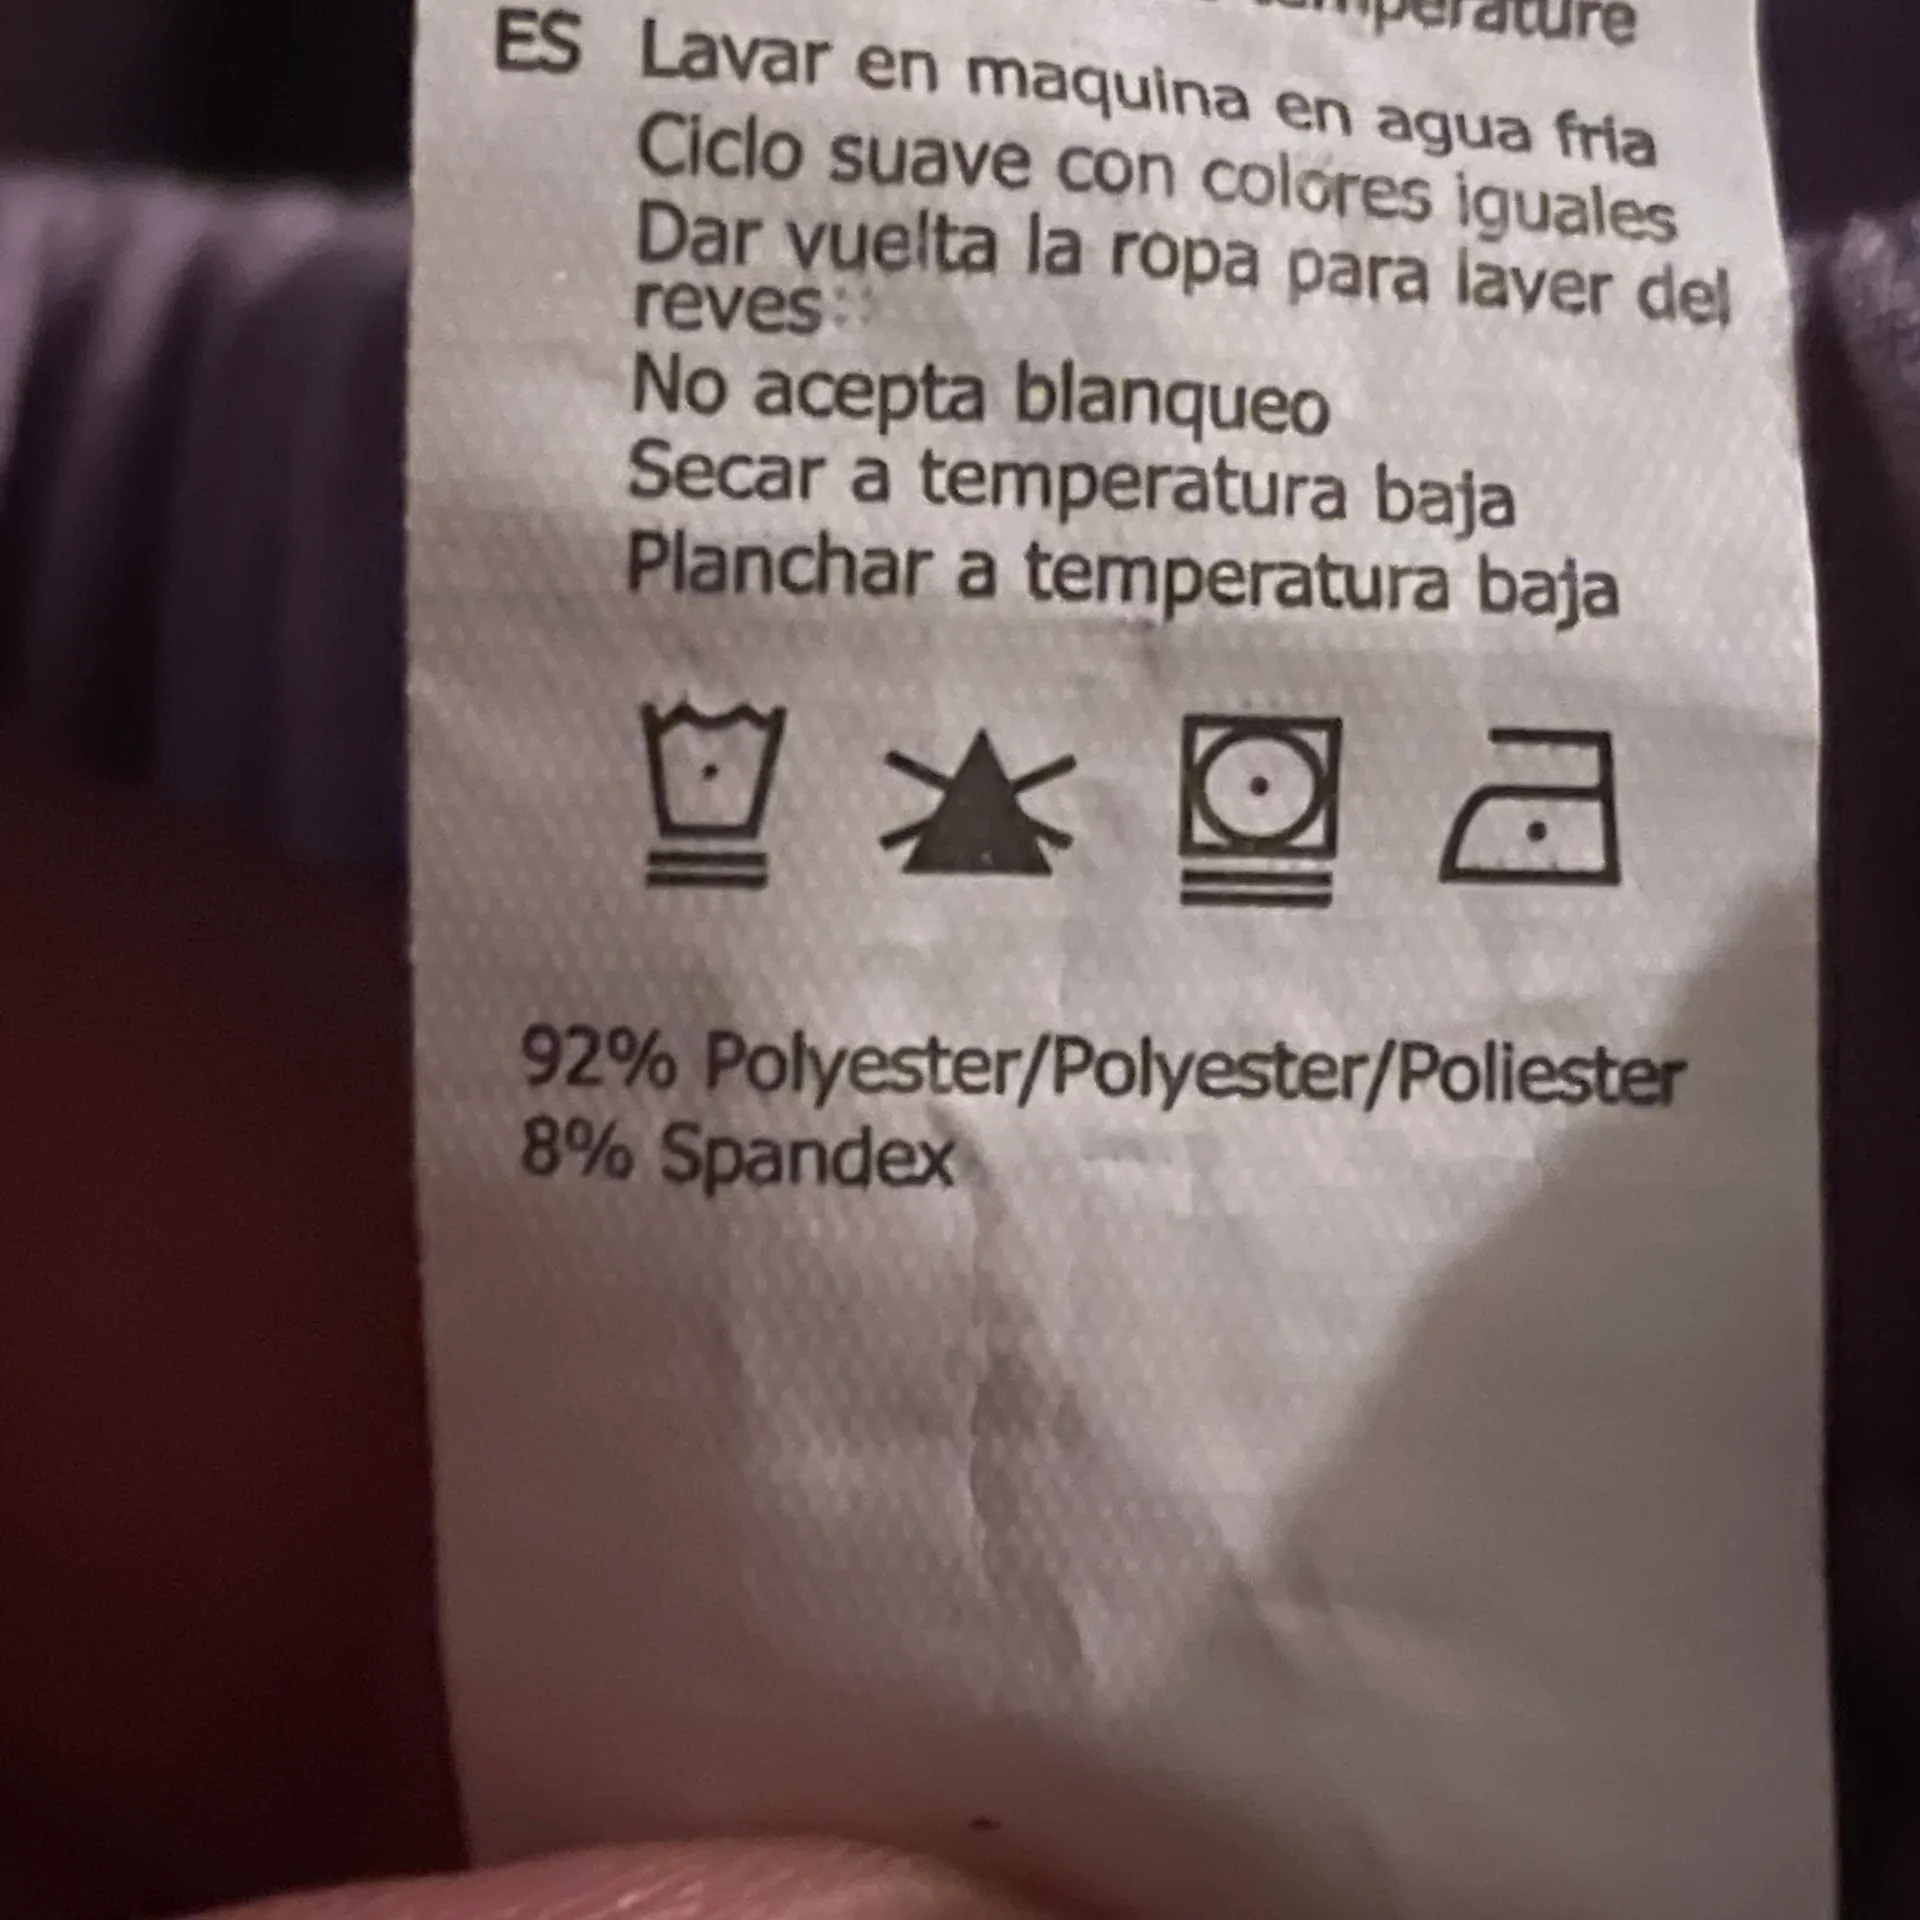 temperature
ES Lavar en maquina en agua fria
Ciclo suave con colores iguales
Dar vuelta la ropa para laver del
reves
No acepta blanqueo
Secar a temperatura baja
Planchar a temperatura baja
92% Polyester/Polyester/Poliester
8% Spandex